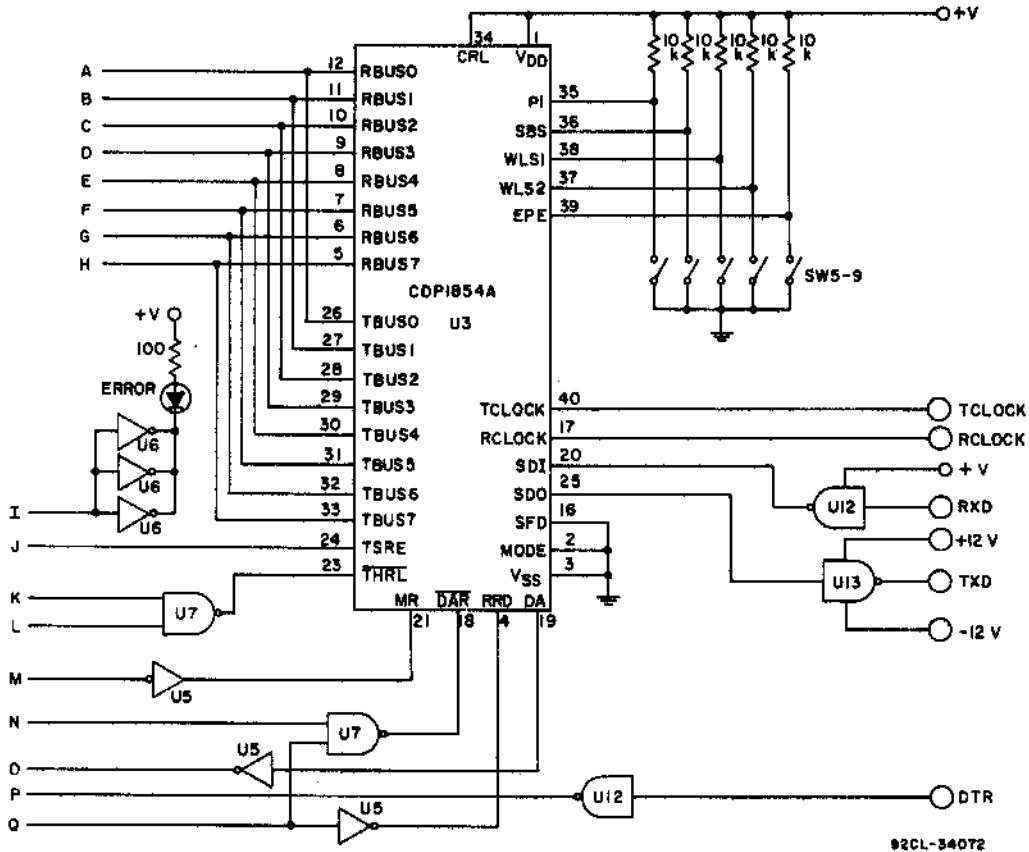 +V
34
1
CRL
VDD
10
k
10
k
10
k
10
k
10
k
A
12
RBUS0
B
11
RBUS1
C
10
RBUS2
D
9
RBUS3
E
8
RBUS4
F
7
RBUS5
G
6
RBUS6
H
5
RBUS7
PI
35
SBS
36
WLS1
38
WLS2
37
EPE
39
SW5-9
CDP1854A
U3
+V
100
ERROR
U6
U6
U6
26
TBUS0
27
TBUS1
28
TBUS2
29
TBUS3
30
TBUS4
31
TBUS5
32
TBUS6
33
TBUS7
I
J
24
TSRE
23
THRL
K
L
U7
TCLOCK
40
TCLOCK
RCLOCK
17
RCLOCK
SDI
20
+V
SDO
25
U12
RXD
SFD
16
+12 V
MODE
2
U13
TXD
VSS
3
-12 V
MR
DAR
RRD
DA
21
18
4
19
M
U5
N
U7
O
U5
P
U12
DTR
Q
U5
92CL-34072